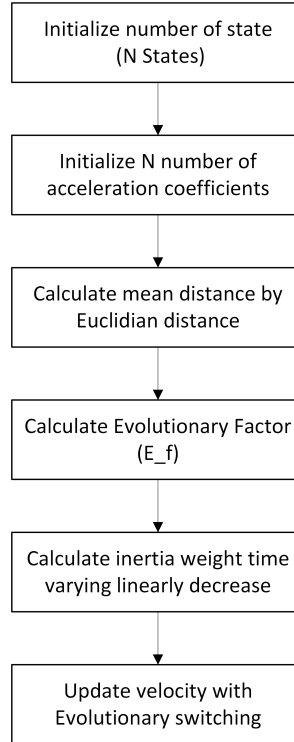 Initialize number of state
(N States)
Initialize N number of
acceleration coefficients
Calculate mean distance by
Euclidian distance
Calculate Evolutionary Factor
(E_f)
Calculate inertia weight time
varying linearly decrease
Update velocity with
Evolutionary switching